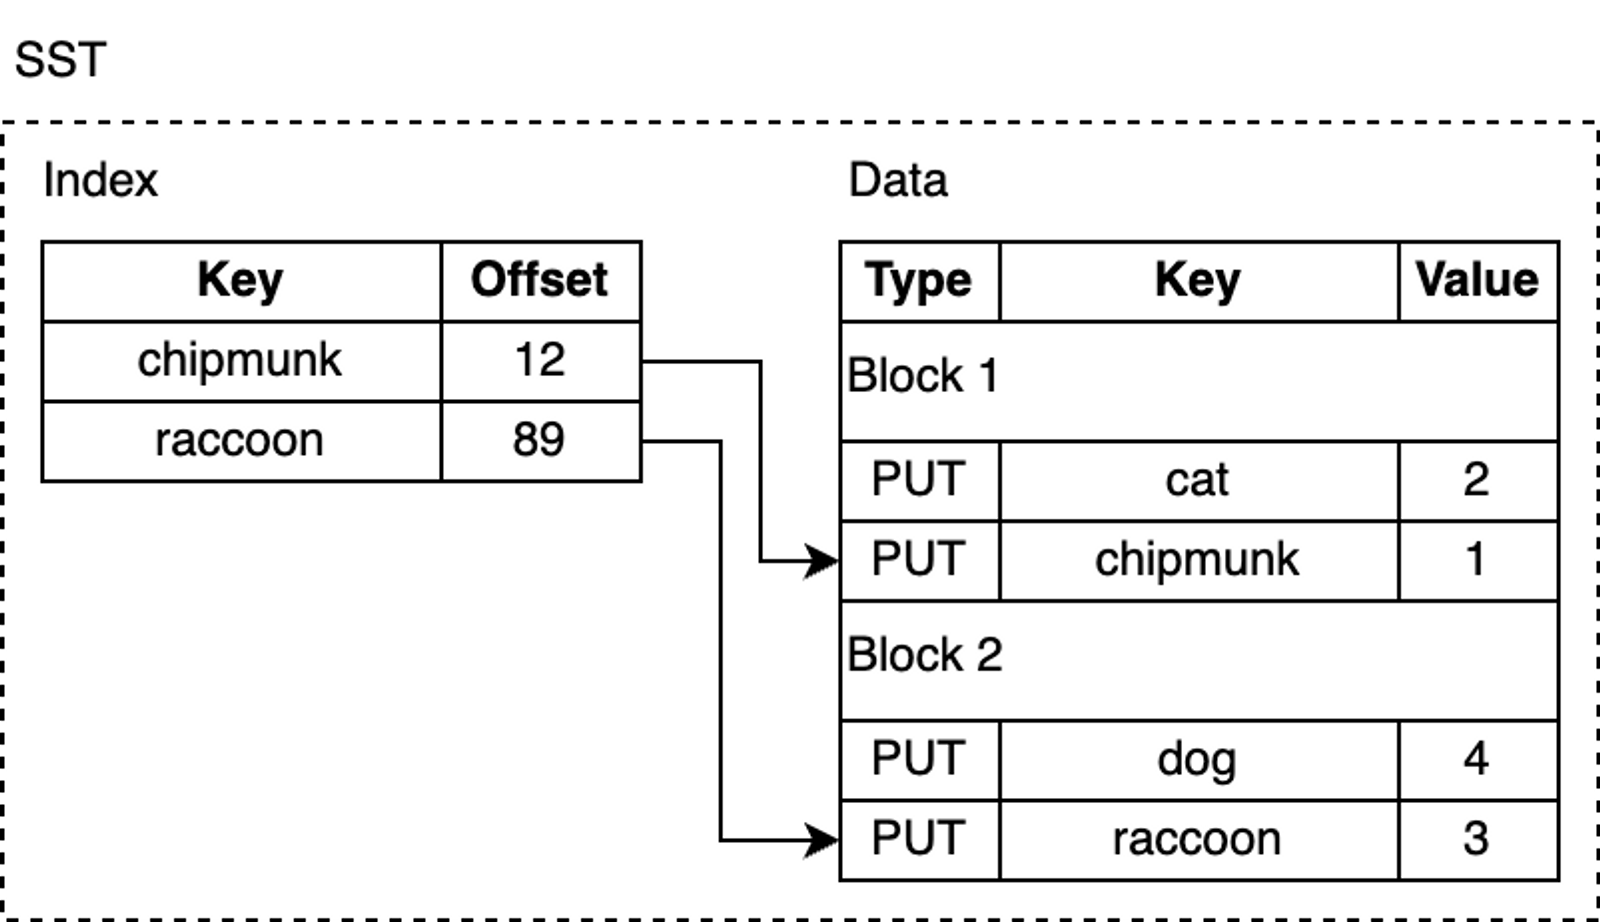 SST
Index
Key Offset
chipmunk 12
raccoon 89
Data
Type Key Value
Block 1
PUT cat 2
PUT chipmunk 1
Block 2
PUT dog 4
PUT raccoon 3